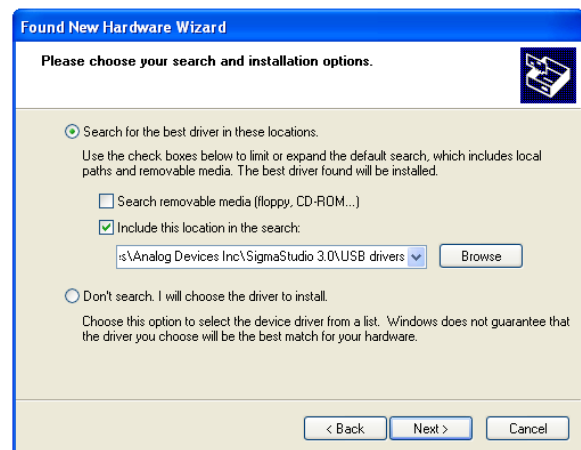 Found New Hardware Wizard
Please choose your search and installation options.
Search for the best driver in these locations.
Use the check boxes below to limit or expand the default search, which includes local
paths and removable media. The best driver found will be installed.
Search removable media (floppy, CD-ROM...)
Include this location in the search:
s\Analog Devices Inc\SigmaStudio 3.0\USB drivers
Browse
Don't search. I will choose the driver to install.
Choose this option to select the device driver from a list. Windows does not guarantee that
the driver you choose will be the best match for your hardware.
< Back
Next >
Cancel